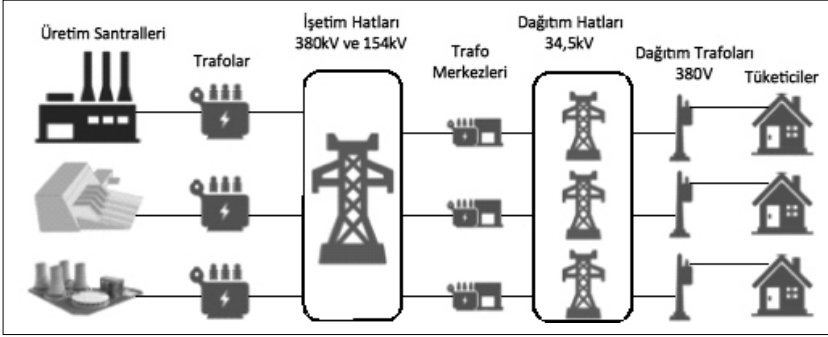 Üretim Santralleri
Trafolar
İşetim Hatları
380kV ve 154kV
Trafo
Merkezleri
Dağıtım Hatları
34,5kV
Dağıtım Trafoları
380V
Tüketiciler